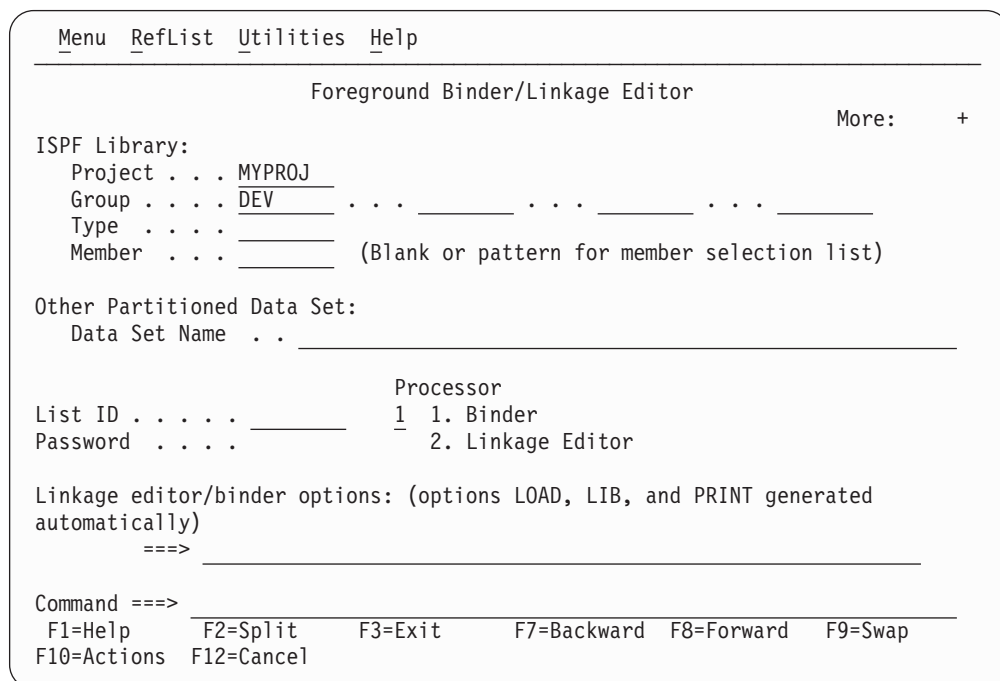 Menu RefList Utilities Help
Foreground Binder/Linkage Editor
More: +
ISPF Library:
Project . . . MYPROJ
Group . . . . DEV . . . . . . . . .
Type . . . .
Member . . . (Blank or pattern for member selection list)
Other Partitioned Data Set:
Data Set Name . .
Processor
List ID . . . . . 1 1. Binder
Password . . . . 2. Linkage Editor
Linkage editor/binder options: (options LOAD, LIB, and PRINT generated
automatically)
===>
Command ===>
F1=Help F2=Split F3=Exit F7=Backward F8=Forward F9=Swap
F10=Actions F12=Cancel